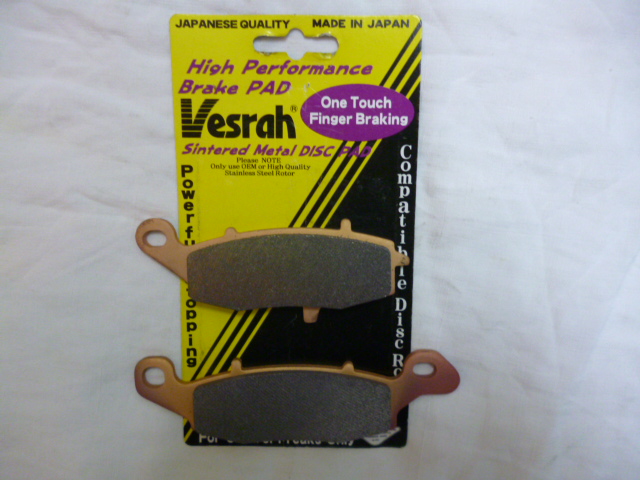 JAPANESE QUALITY MADE IN JAPAN
High Performance
Brake PAD
Vesrah®
One Touch
Finger Braking
Sintered Metal DISC PAD
Please NOTE
Only use OEM or High Quality
Stainless Steel Rotor
Compatible Disc
Only